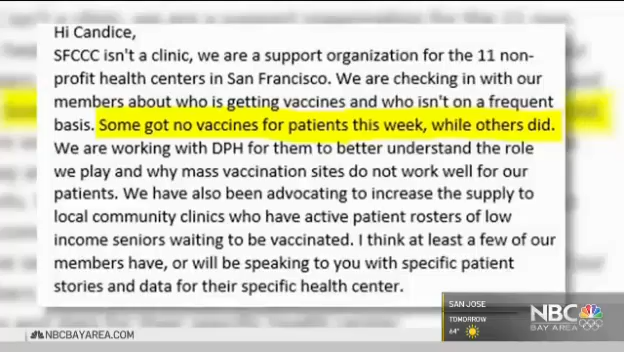 Hi Candice,
SFCCC isn't a clinic, we are a support organization for the 11 non-
profit health centers in San Francisco. We are checking in with our
members about who is getting vaccines and who isn't on a frequent
basis. Some got no vaccines for patients this week, while others did.
We are working with DPH for them to better understand the role
we play and why mass vaccination sites do not work well for our
patients. We have also been advocating to increase the supply to
local community clinics who have active patient rosters of low
income seniors waiting to be vaccinated. I think at least a few of our
members have, or will be speaking to you with specific patient
stories and data for their specific health center.
SAN JOSE
TOMORROW
64°
NBC
BAY AREA
NBCBAYAREA.COM